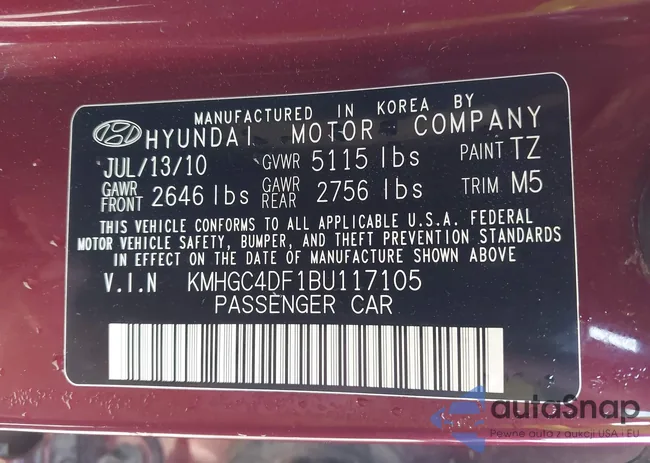 MANUFACTURED IN KOREA BY
HYUNDAI MOTOR COMPANY
JUL/13/10 GVWR 5115 lbs PAINT TZ
GAWR FRONT 2646 lbs GAWR REAR 2756 lbs TRIM M5
THIS VEHICLE CONFORMS TO ALL APPLICABLE U.S.A. FEDERAL
MOTOR VEHICLE SAFETY, BUMPER, AND THEFT PREVENTION STANDARDS
IN EFFECT ON THE DATE OF MANUFACTURE SHOWN ABOVE
V.I.N KMHGC4DF1BU117105
PASSENGER CAR
autoSnap
Pewne auto z aukcji USA i EU